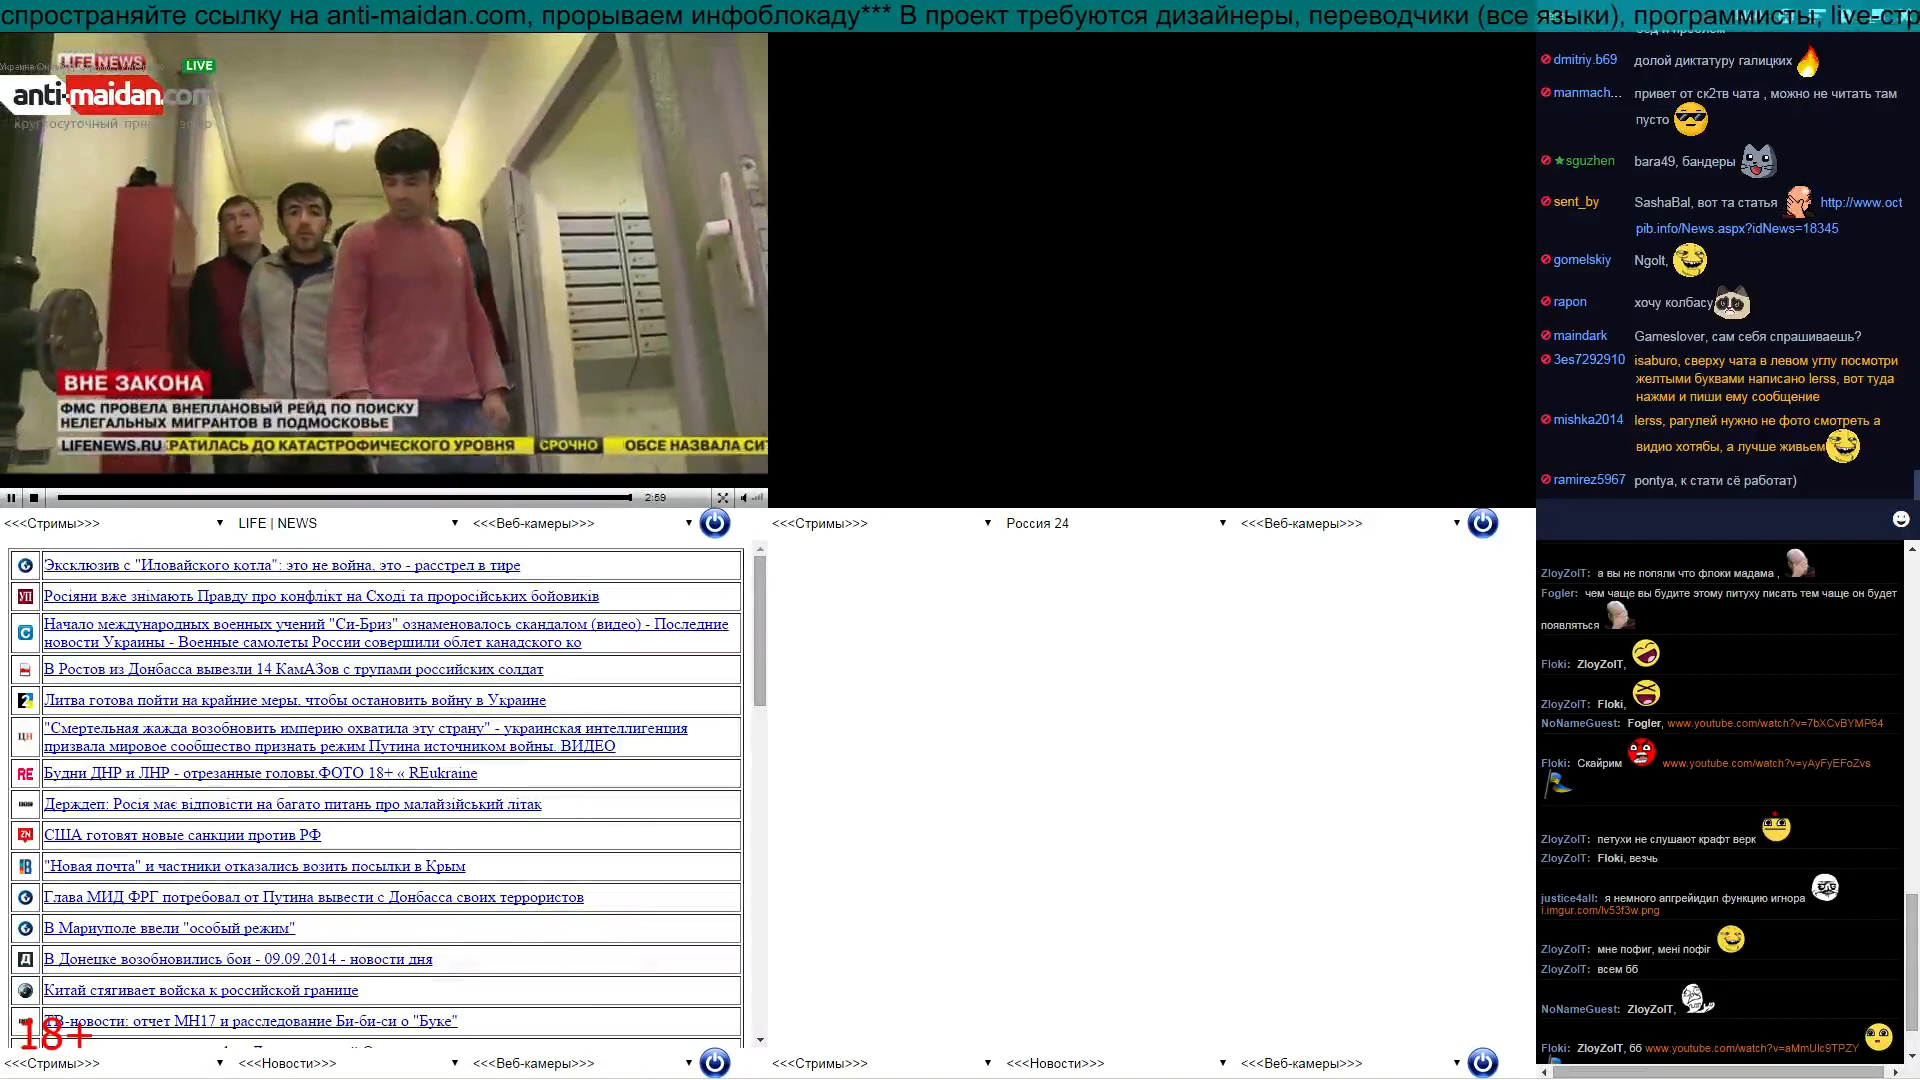 спространяйте ссылку на anti-maidan.com, прорываем инфоблокаду*** В проект требуются дизайнеры, переводчики (все языки), программисты, live-стр
LIFE NEWS
LIVE
anti-maidan.com
круглосуточный прямой эфир
ВНЕ ЗАКОНА
ФМС ПРОВЕЛА ВНЕПЛАНОВЫЙ РЕЙД ПО ПОИСКУ
НЕЛЕГАЛЬНЫХ МИГРАНТОВ В ПОДМОСКОВЬЕ
LIFENEWS.RU РАТИЛАСЬ ДО КАТАСТРОФИЧЕСКОГО УРОВНЯ СРОЧНО ОБСЕ НАЗВАЛА СИТ
2:59
<<<Стримы>>> LIFE | NEWS <<<Веб-камеры>>>
<<<Стримы>>> Россия 24 <<<Веб-камеры>>>
Эксклюзив с "Иловайского котла": это не война, это - расстрел в тире
Росіяни вже знімають Правду про конфлікт на Сході та проросійських бойовиків
Начало международных военных учений "Си-Бриз" ознаменовалось скандалом (видео) - Последние
новости Украины - Военные самолеты России совершили облет канадского ко
В Ростов из Донбасса вывезли 14 КамАЗов с трупами российских солдат
Литва готова пойти на крайние меры, чтобы остановить войну в Украине
"Смертельная жажда возобновить империю охватила эту страну" - украинская интеллигенция
призвала мировое сообщество признать режим Путина источником войны. ВИДЕО
Будни ДНР и ЛНР - отрезанные головы.ФОТО 18+ « REukraine
Держдеп: Росія має відповісти на багато питань про малайзійський літак
США готовят новые санкции против РФ
"Новая почта" и частники отказались возить посылки в Крым
Глава МИД ФРГ потребовал от Путина вывести с Донбасса своих террористов
В Мариуполе ввели "особый режим"
В Донецке возобновились бои - 09.09.2014 - новости дня
Китай стягивает войска к российской границе
ТВ-новости: отчет МН17 и расследование Би-би-си о "Буке"
18+
<<<Стримы>>> <<<Новости>>> <<<Веб-камеры>>>
<<<Стримы>>> <<<Новости>>> <<<Веб-камеры>>>
dmitriy.b69 долой диктатуру галицких
manmach... привет от ск2тв чата , можно не читать там
пусто
sguzhen bara49, бандеры
sent_by SashaBal, вот та статья http://www.oct
pib.info/News.aspx?idNews=18345
gomelskiy Ngolt,
rapon хочу колбасу
maindark Gameslover, сам себя спрашиваешь?
3es7292910 isaburo, сверху чата в левом углу посмотри
желтыми буквами написано lerss, вот туда
нажми и пиши ему сообщение
mishka2014 lerss, рагулей нужно не фото смотреть а
видио хотябы, а лучше живьем
ramirez5967 pontya, к стати сё работат)
ZloyZolT: а вы не попяли что флоки мадама ,
Fogler: чем чаще вы будите этому питуху писать тем чаще он будет
появляться
Floki: ZloyZolT,
ZloyZolT: Floki,
NoNameGuest: Fogler, www.youtube.com/watch?v=7bXCvBYMP64
Floki: Скайрим www.youtube.com/watch?v=yAyFyEFoZvs
ZloyZolT: петухи не слушают крафт верк
ZloyZolT: Floki, везчь
justice4all: я немного апгрейидил функцию игнора
i.imgur.com/lv53f3w.png
ZloyZolT: мне пофиг, мені пофіг
ZloyZolT: всем бб
NoNameGuest: ZloyZolT,
Floki: ZloyZolT, бб www.youtube.com/watch?v=aMmUlc9TPZY